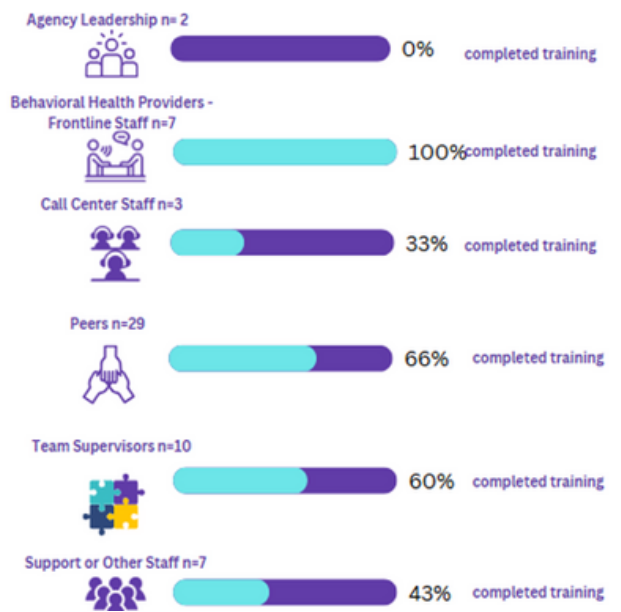 Agency Leadership n= 2
0% completed training
Behavioral Health Providers -
Frontline Staff n=7
100% completed training
Call Center Staff n=3
33% completed training
Peers n=29
66% completed training
Team Supervisors n=10
60% completed training
Support or Other Staff n=7
43% completed training